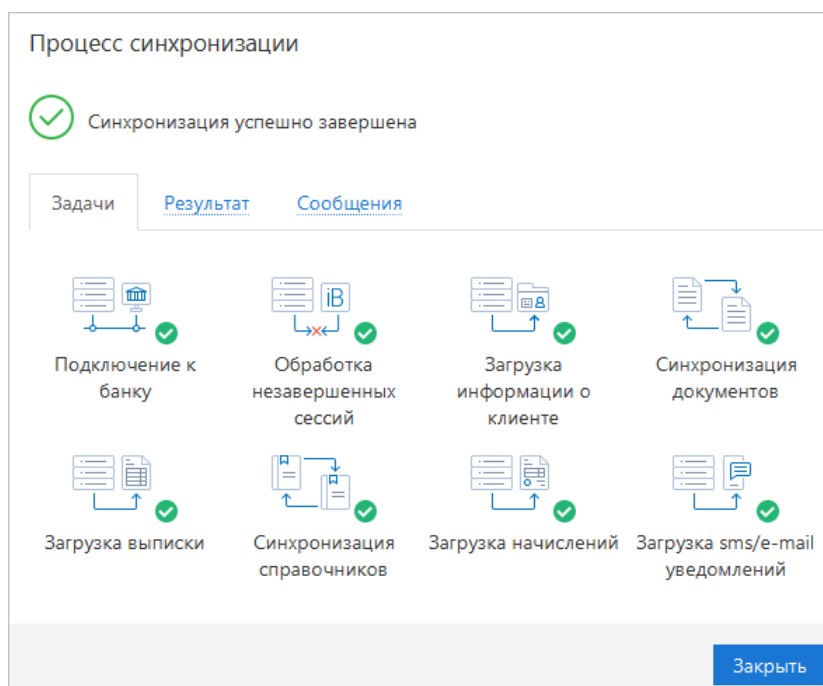 Процесс синхронизации
Синхронизация успешно завершена
Задачи Результат Сообщения
iB
Подключение к
банку
Обработка
незавершенных
сессий
Загрузка
информации о
клиенте
Синхронизация
документов
Загрузка выписки
Синхронизация
справочников
Загрузка начислений
Загрузка sms/e-mail
уведомлений
Закрыть